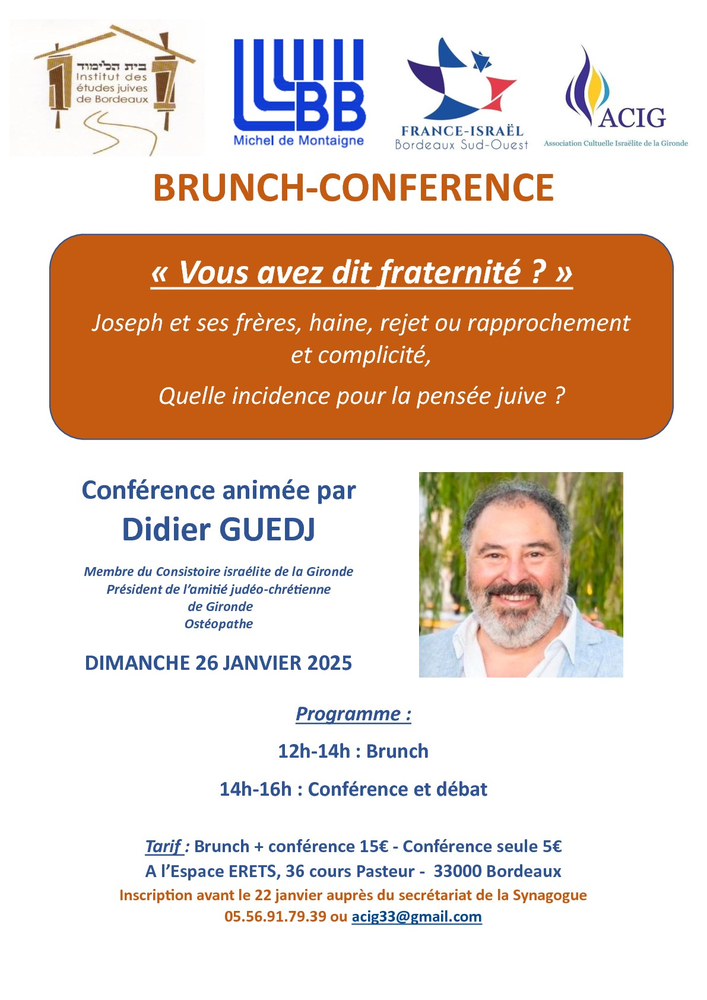 בית הלימוד
Institut des
études juives
de Bordeaux
BB
Michel de Montaigne
FRANCE-ISRAËL
Bordeaux Sud-Ouest
ACIG
Association Cultuelle Israëlite de la Gironde
BRUNCH-CONFERENCE
« Vous avez dit fraternité ? »
Joseph et ses frères, haine, rejet ou rapprochement
et complicité,
Quelle incidence pour la pensée juive ?
Conférence animée par
Didier GUEDJ
Membre du Consistoire israélite de la Gironde
Président de l’amitié judéo-chrétienne
de Gironde
Ostéopathe
DIMANCHE 26 JANVIER 2025
Programme :
12h-14h : Brunch
14h-16h : Conférence et débat
Tarif : Brunch + conférence 15€ - Conférence seule 5€
A l’Espace ERETS, 36 cours Pasteur - 33000 Bordeaux
Inscription avant le 22 janvier auprès du secrétariat de la Synagogue
05.56.91.79.39 ou acig33@gmail.com